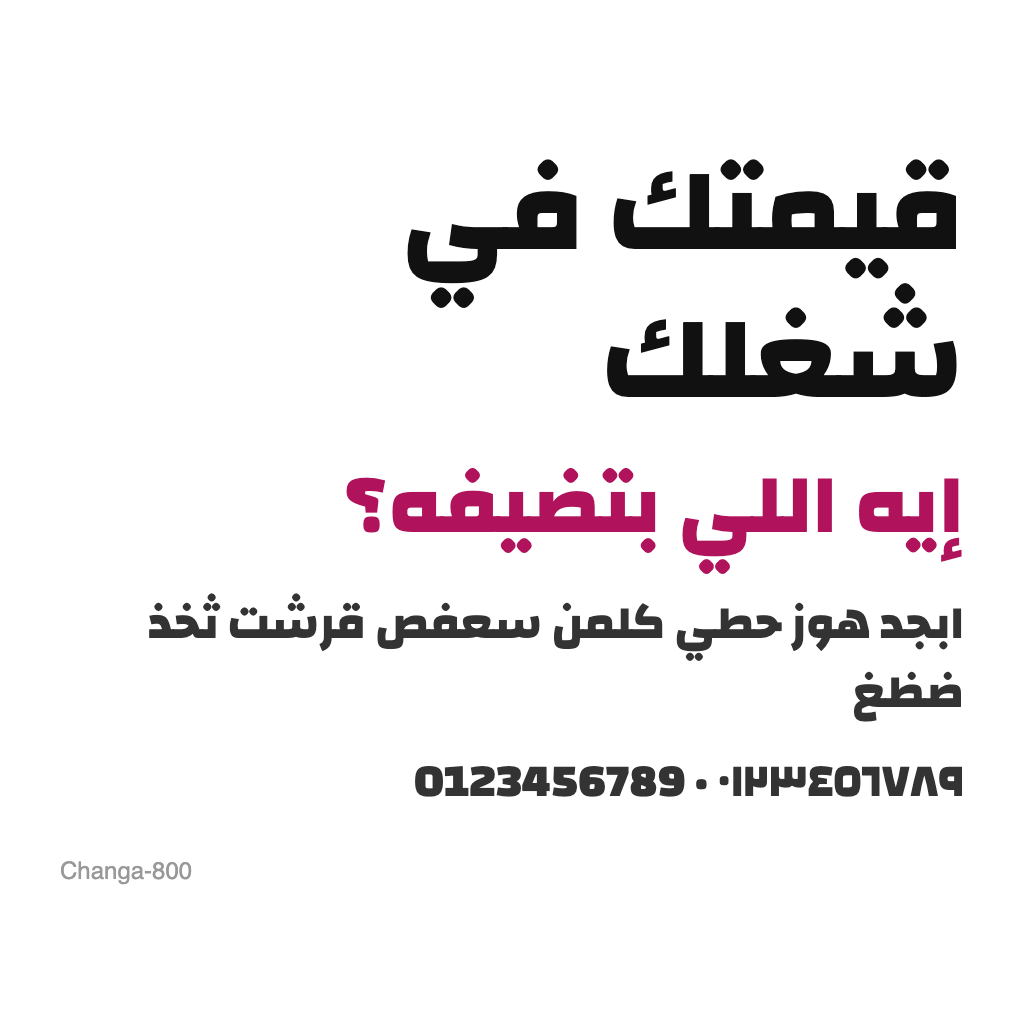 قيمتك في
شغلك
إيه اللي بتضيفه؟
ابجد هوز حطي كلمن سعفص قرشت ثخذ
ضظغ
0123456789 • ٠١٢٣٤٥٦٧٨٩
Changa-800